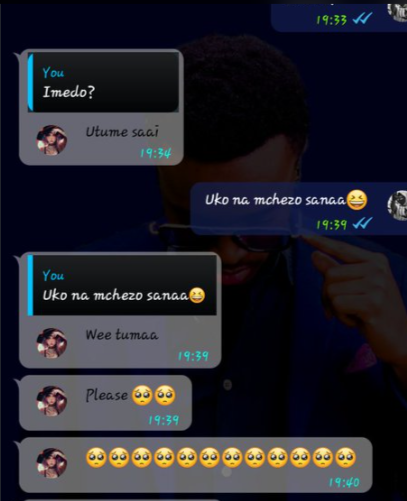 19:33
You
Imedo?
Utume saai
19:34
Uko na mchezo sanaa😆
19:39
You
Uko na mchezo sanaa😆
Wee tumaa
19:39
Please 🥺🥺
19:39
🥺🥺🥺🥺🥺🥺🥺🥺🥺🥺🥺🥺
19:40